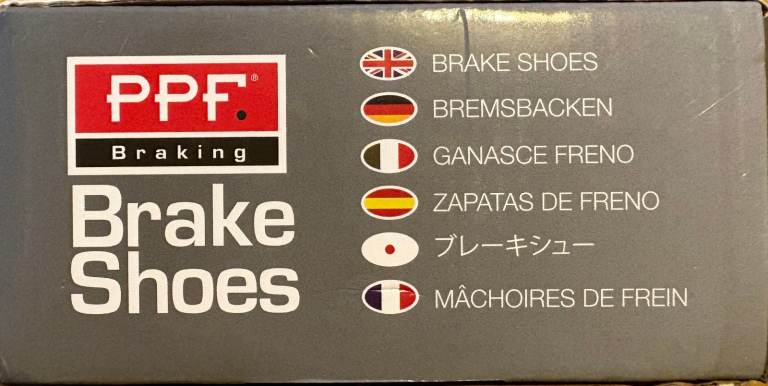 PPF.®
Braking
Brake
Shoes
BRAKE SHOES
BREMSBACKEN
GANASCE FRENO
ZAPATAS DE FRENO
ブレーキシュー
MÂCHOIRES DE FREIN